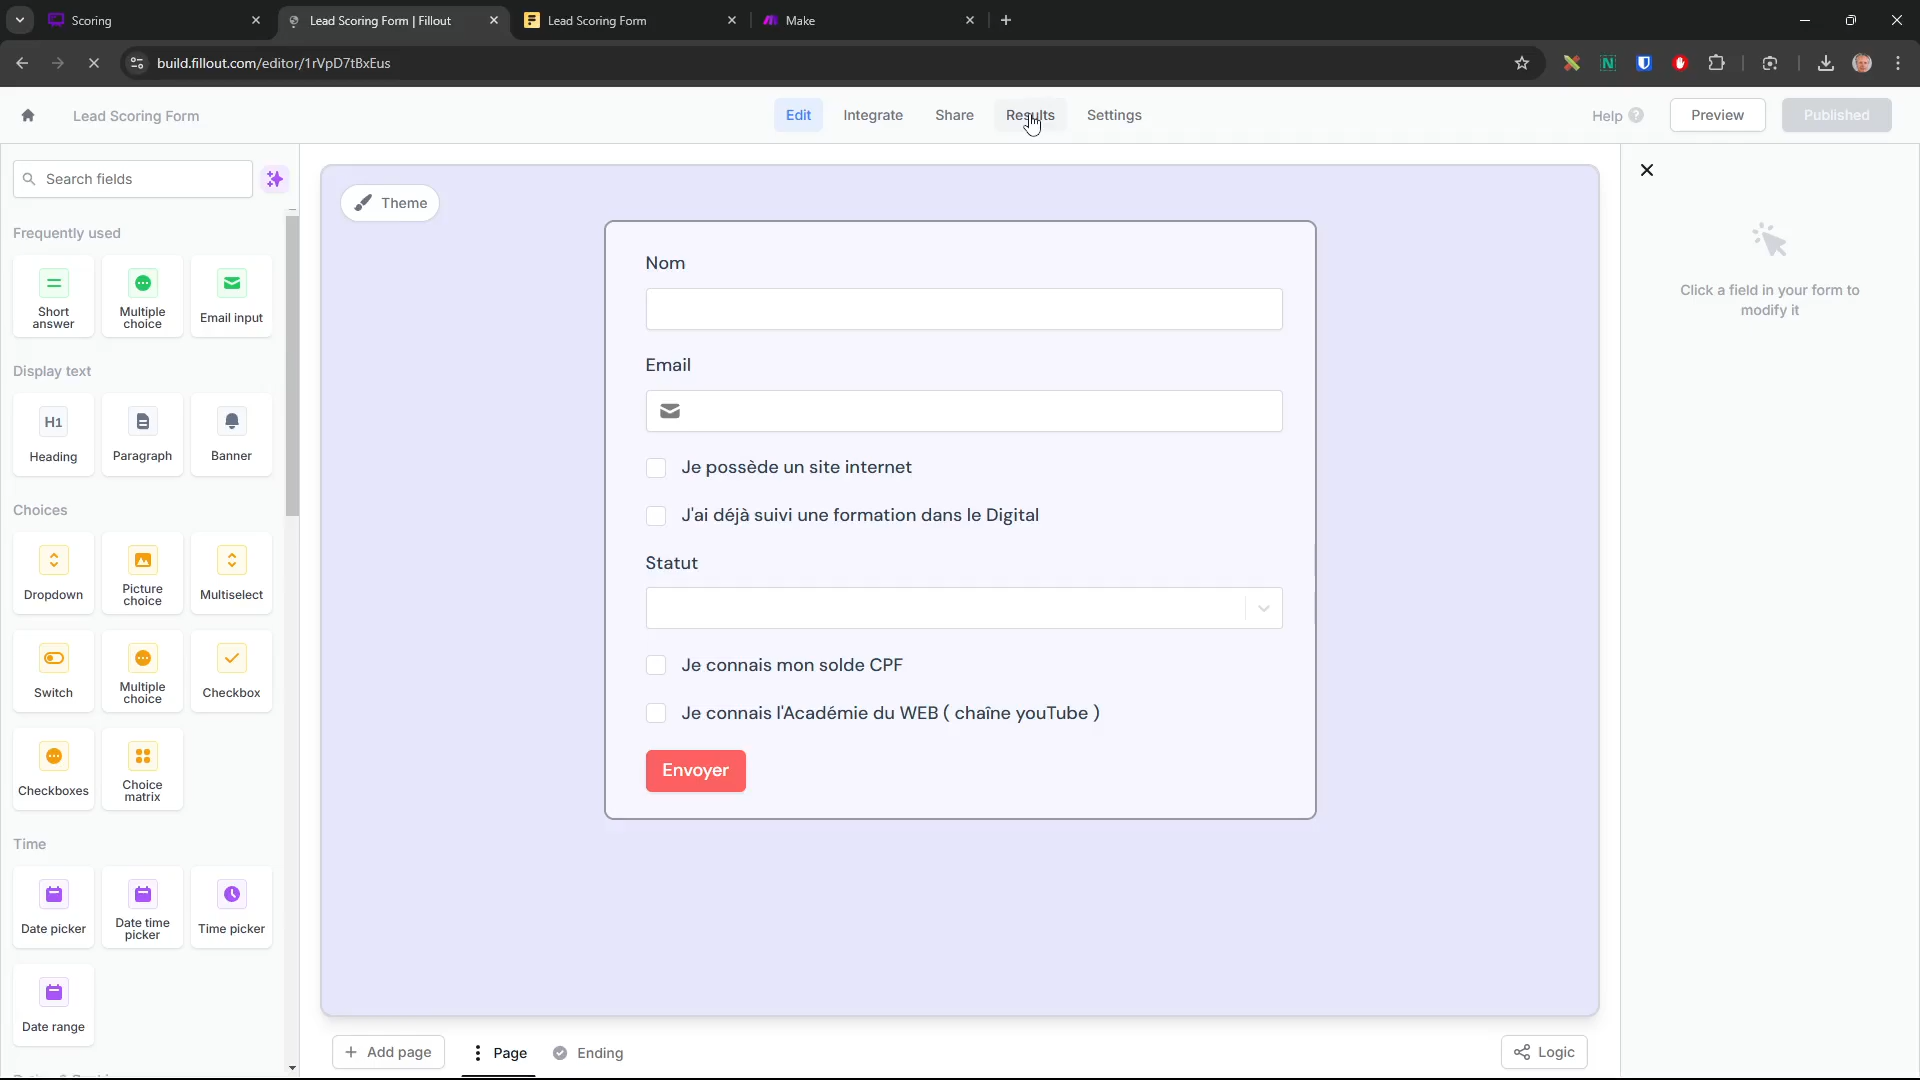 Scoring
Lead Scoring Form | Fillout
Lead Scoring Form
Make
build.fillout.com/editor/1rVpD7tBxEus
Lead Scoring Form
Edit
Integrate
Share
Results
Settings
Help
Preview
Published
Search fields
Theme
Frequently used
Short answer
Multiple choice
Email input
Display text
H1
Heading
Paragraph
Banner
Choices
Dropdown
Picture choice
Multiselect
Switch
Multiple choice
Checkbox
Checkboxes
Choice matrix
Time
Date picker
Date time picker
Time picker
Date range
Nom
Email
Je possède un site internet
J'ai déjà suivi une formation dans le Digital
Statut
Je connais mon solde CPF
Je connais l'Académie du WEB ( chaîne youTube )
Envoyer
Click a field in your form to
modify it
Add page
Page
Ending
Logic